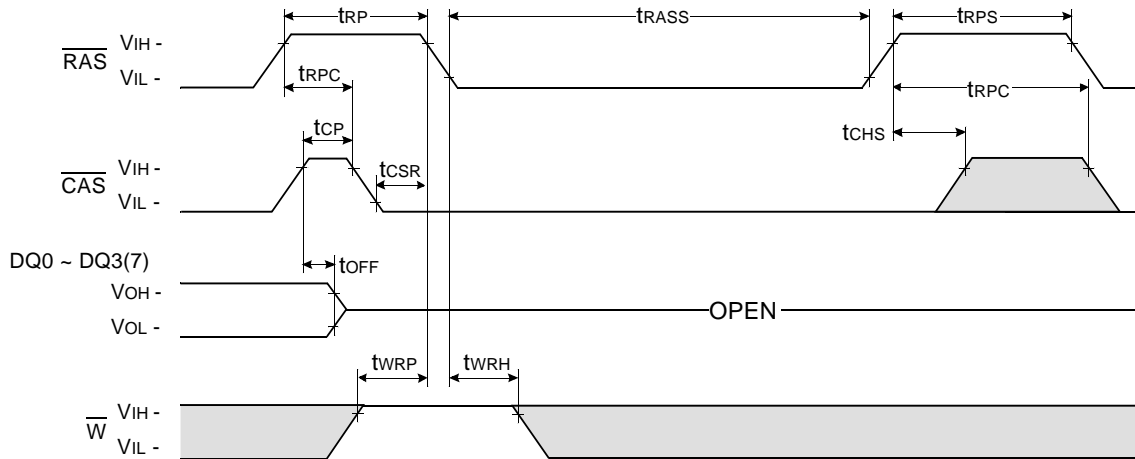 tRP
tRASS
tRPS
RAS
VIH -
VIL -
tRPC
tRPC
tCP
tCHS
CAS
VIH -
VIL -
tCSR
DQ0 ~ DQ3(7)
tOFF
VOH -
VOL -
OPEN
tWRP
tWRH
W
VIH -
VIL -